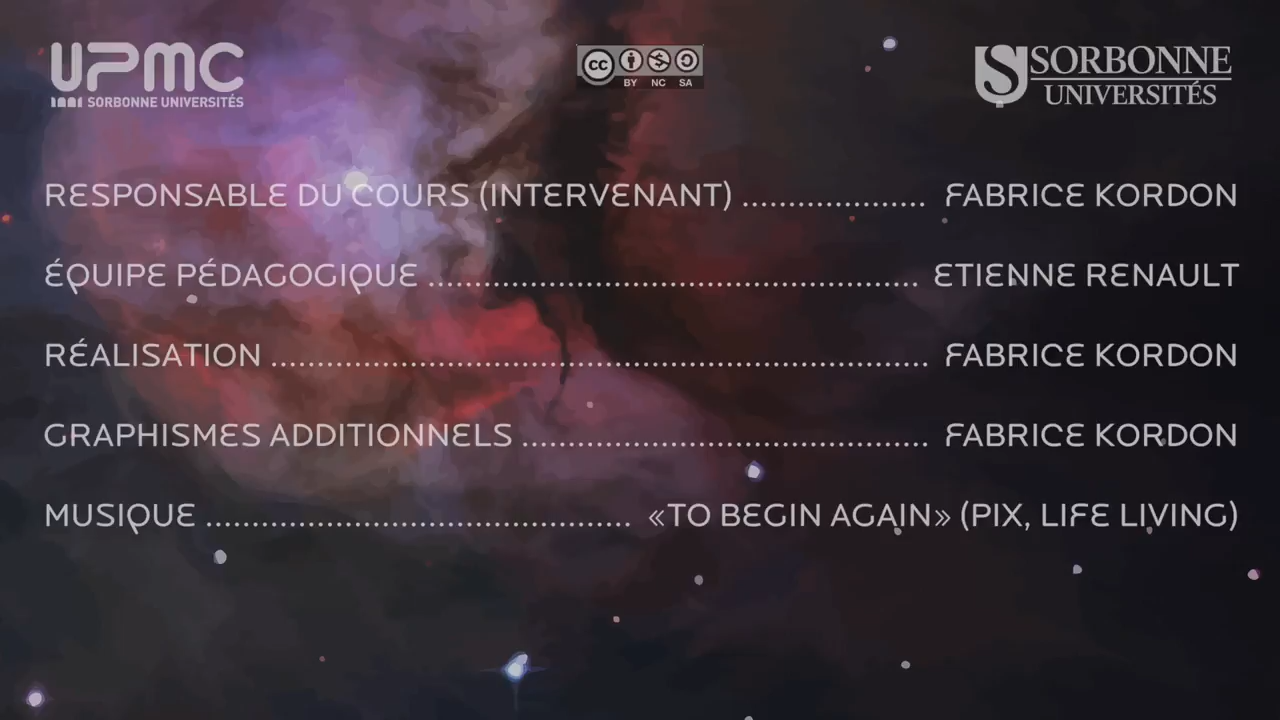 UPMC
SORBONNE UNIVERSITÉS
cc BY NC SA
SORBONNE
UNIVERSITÉS
RESPONSABLE DU COURS (INTERVENANT) .................... FABRICE KORDON
ÉQUIPE PÉDAGOGIQUE ..................................................... ETIENNE RENAULT
RÉALISATION ....................................................................... FABRICE KORDON
GRAPHISMES ADDITIONNELS ............................................ FABRICE KORDON
MUSIQUE .............................................. «TO BEGIN AGAIN» (PIX, LIFE LIVING)